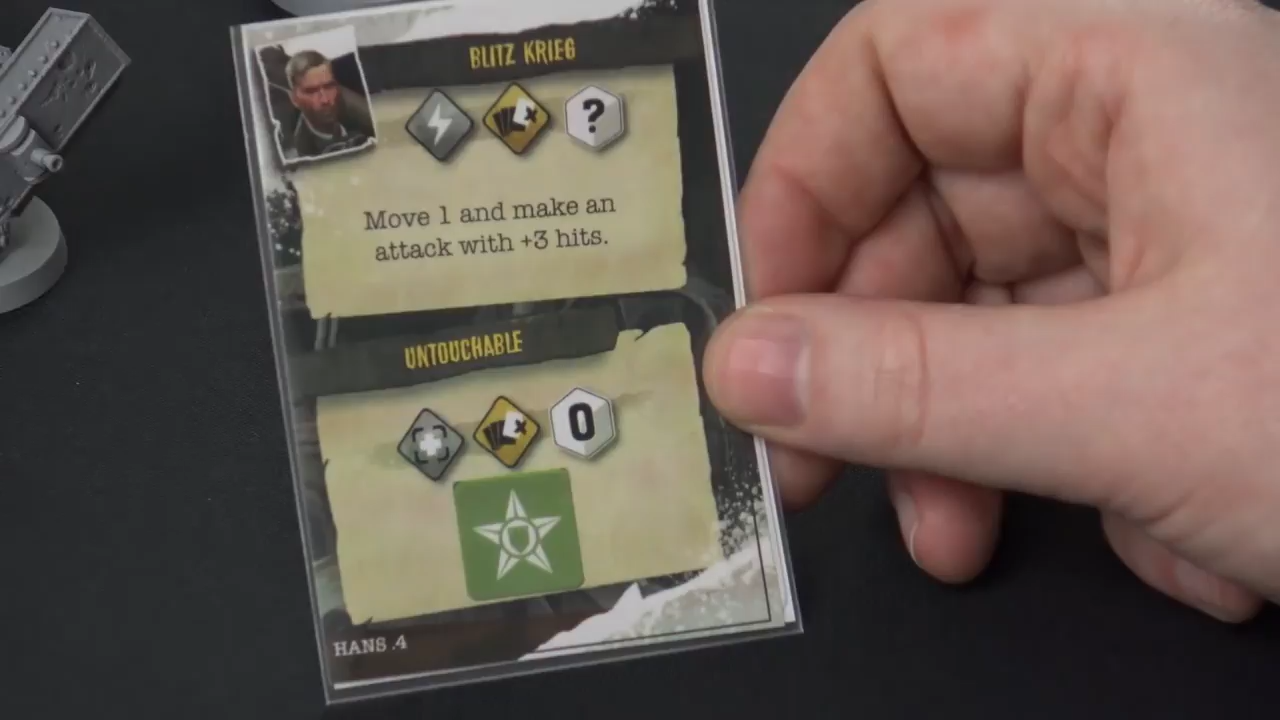 BLITZ KRIEG
?
Move 1 and make an
attack with +3 hits.
UNTOUCHABLE
0
HANS .4